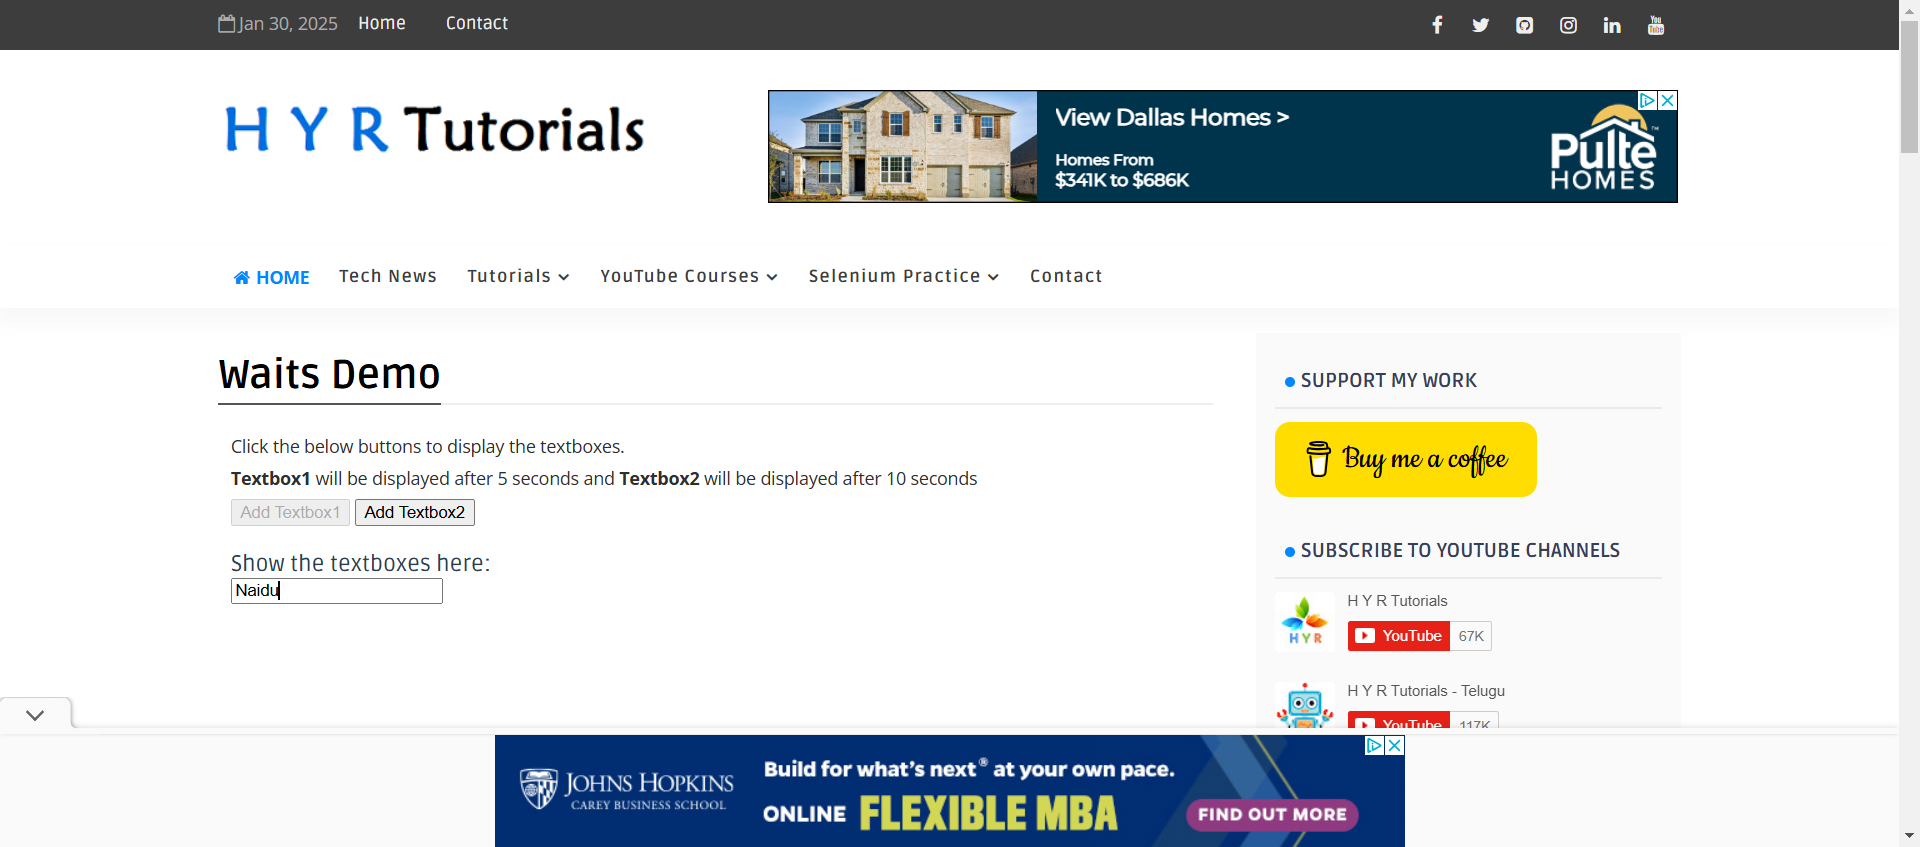 Jan 30, 2025 Home Contact
You Tube
H Y R Tutorials
View Dallas Homes >
Homes From
$341K to $686K
Pulte™
HOMES
HOME Tech News Tutorials YouTube Courses Selenium Practice Contact
Waits Demo
Click the below buttons to display the textboxes.
Textbox1 will be displayed after 5 seconds and Textbox2 will be displayed after 10 seconds
Add Textbox1 Add Textbox2
Show the textboxes here:
Naidu
SUPPORT MY WORK
Buy me a coffee
SUBSCRIBE TO YOUTUBE CHANNELS
H Y R
H Y R Tutorials
YouTube 67K
H Y R Tutorials - Telugu
YouTube 117K
JOHNS HOPKINS
CAREY BUSINESS SCHOOL
Build for what's next® at your own pace.
ONLINE FLEXIBLE MBA
FIND OUT MORE